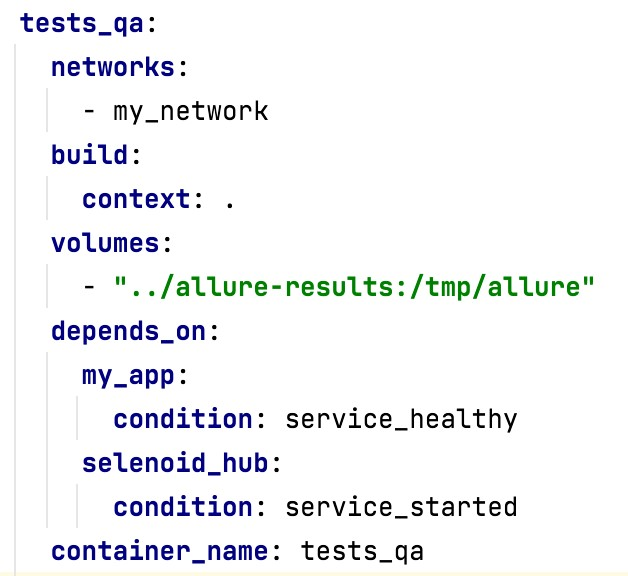 tests_qa:
  networks:
    - my_network
  build:
    context: .
  volumes:
    - "../allure-results:/tmp/allure"
  depends_on:
    my_app:
      condition: service_healthy
    selenoid_hub:
      condition: service_started
  container_name: tests_qa